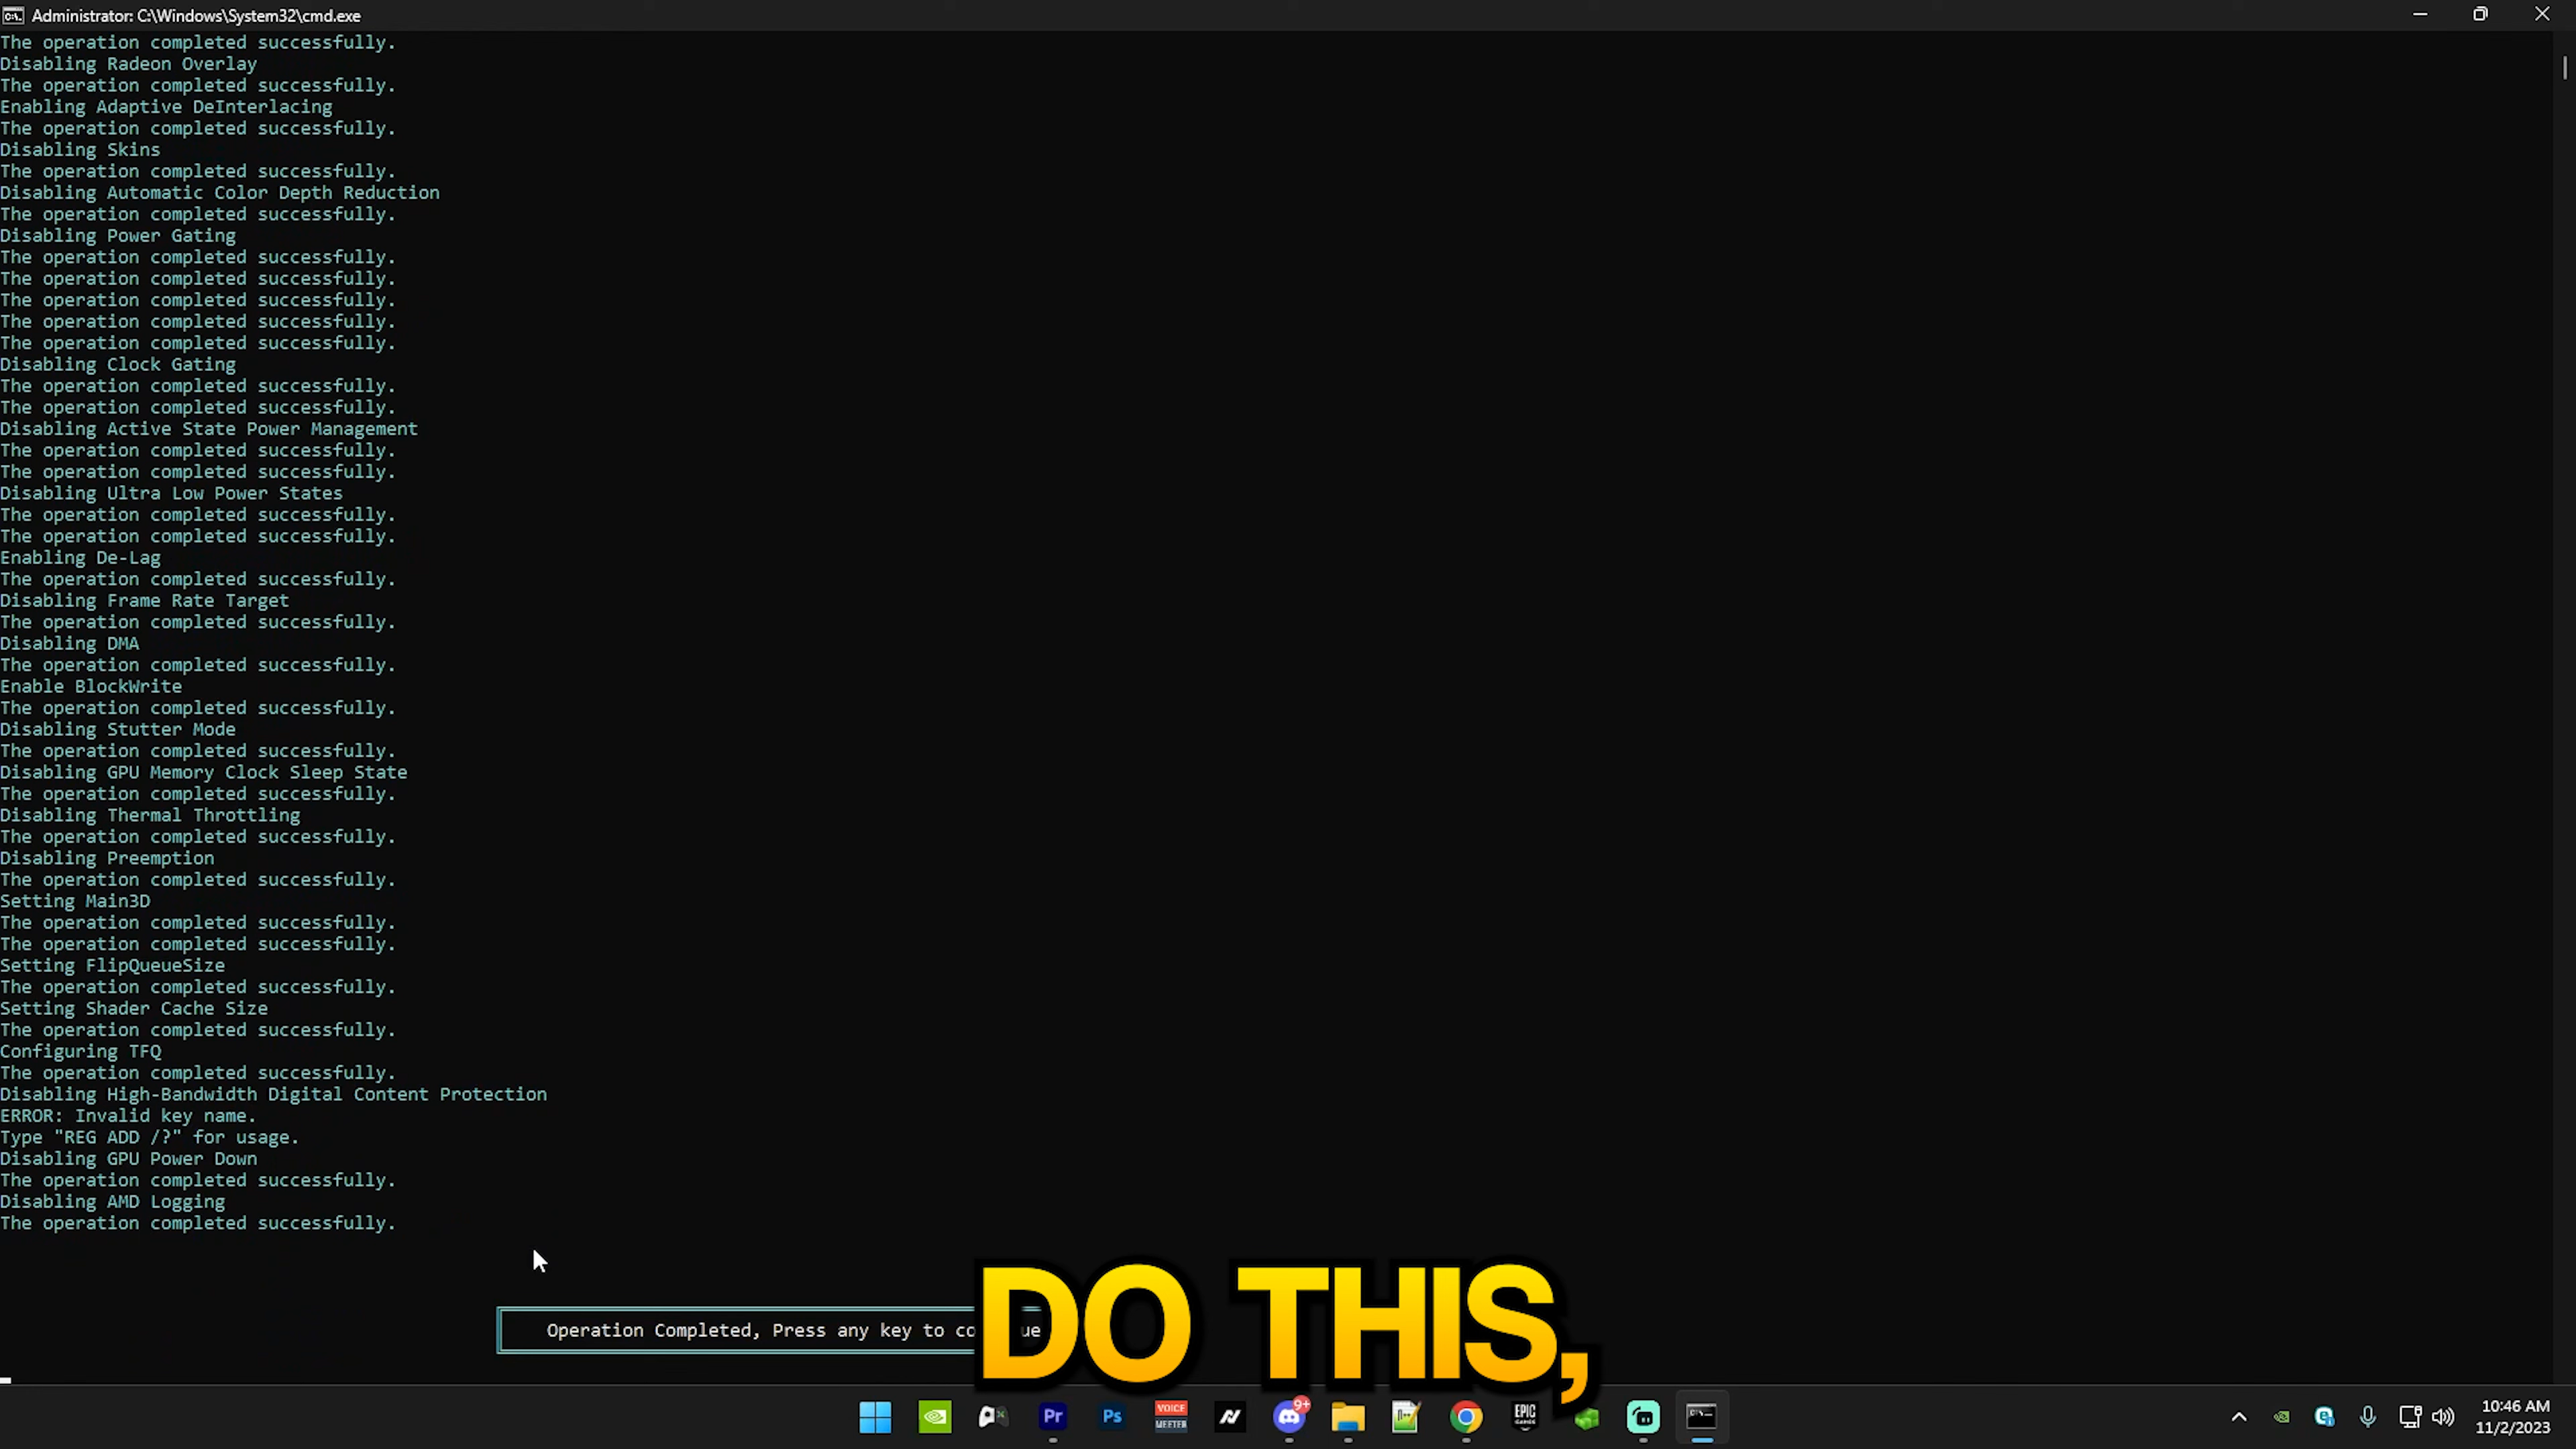 Administrator: C:\Windows\System32\cmd.exe
The operation completed successfully.
Disabling Radeon Overlay
The operation completed successfully.
Enabling Adaptive DeInterlacing
The operation completed successfully.
Disabling Skins
The operation completed successfully.
Disabling Automatic Color Depth Reduction
The operation completed successfully.
Disabling Power Gating
The operation completed successfully.
The operation completed successfully.
The operation completed successfully.
The operation completed successfully.
The operation completed successfully.
Disabling Clock Gating
The operation completed successfully.
The operation completed successfully.
Disabling Active State Power Management
The operation completed successfully.
The operation completed successfully.
Disabling Ultra Low Power States
The operation completed successfully.
The operation completed successfully.
Enabling De-Lag
The operation completed successfully.
Disabling Frame Rate Target
The operation completed successfully.
Disabling DMA
The operation completed successfully.
Enable BlockWrite
The operation completed successfully.
Disabling Stutter Mode
The operation completed successfully.
Disabling GPU Memory Clock Sleep State
The operation completed successfully.
Disabling Thermal Throttling
The operation completed successfully.
Disabling Preemption
The operation completed successfully.
Setting Main3D
The operation completed successfully.
The operation completed successfully.
Setting FlipQueueSize
The operation completed successfully.
Setting Shader Cache Size
The operation completed successfully.
Configuring TFQ
The operation completed successfully.
Disabling High-Bandwidth Digital Content Protection
ERROR: Invalid key name.
Type "REG ADD /?" for usage.
Disabling GPU Power Down
The operation completed successfully.
Disabling AMD Logging
The operation completed successfully.
Operation Completed, Press any key to co ue
DO THIS,
Pr
Ps
VOICE
MEETER
9+
EPIC
GAMES
10:46 AM
11/2/2023